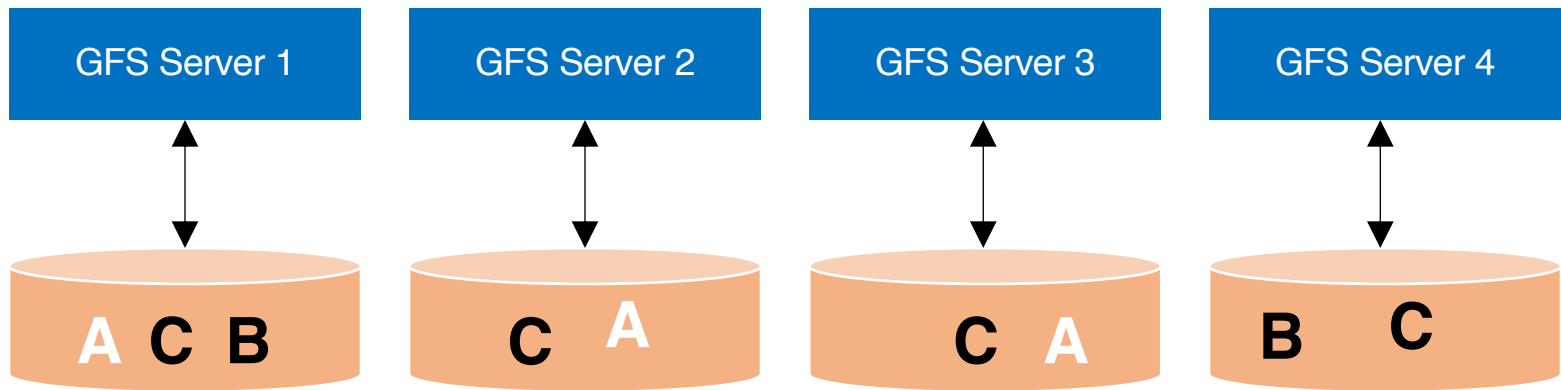 GFS Server 1
GFS Server 2
GFS Server 3
GFS Server 4
A C B
C A
C A
B C